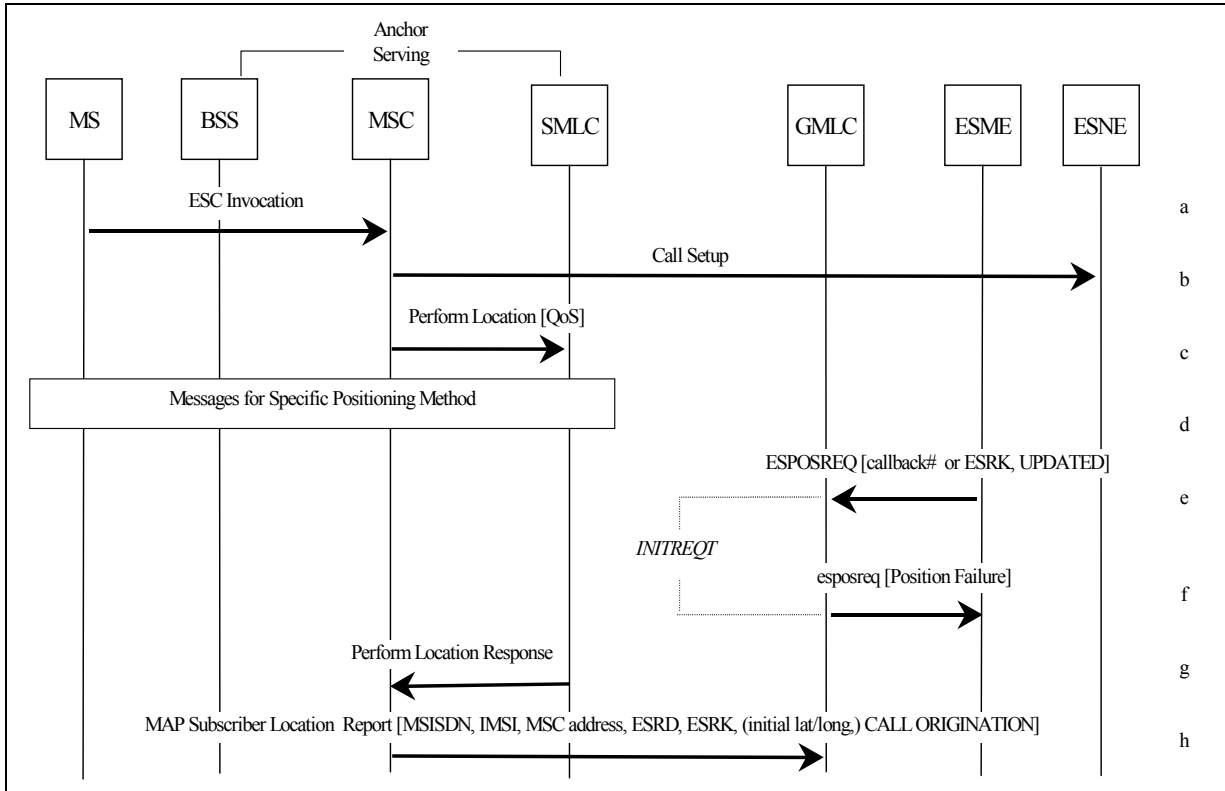 Anchor
Serving
MS
BSS
MSC
SMLC
GMLC
ESME
ESNE
ESC Invocation
a
Call Setup
b
Perform Location [QoS]
c
Messages for Specific Positioning Method
d
ESPOSREQ [callback# or ESRK, UPDATED]
e
INITREQT
esposreq [Position Failure]
f
Perform Location Response
g
MAP Subscriber Location Report [MSISDN, IMSI, MSC address, ESRD, ESRK, (initial lat/long,) CALL ORIGINATION]
h